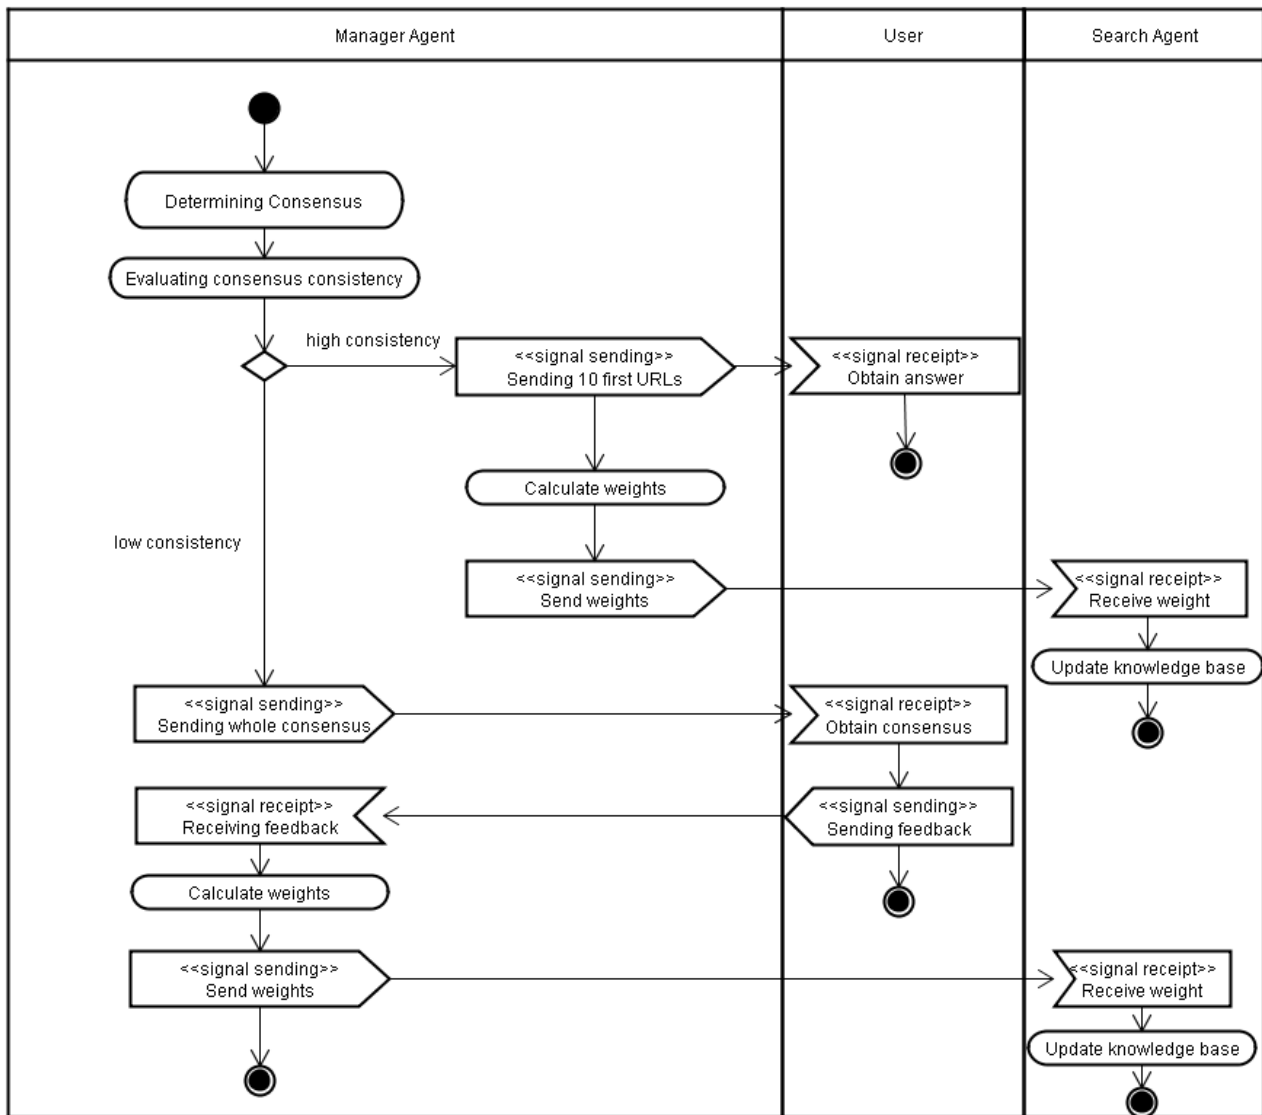 Manager Agent
User
Search Agent
Determining Consensus
Evaluating consensus consistency
high consistency
<<signal sending>>
Sending 10 first URLs
<<signal receipt>>
Obtain answer
Calculate weights
low consistency
<<signal sending>>
Send weights
<<signal receipt>>
Receive weight
Update knowledge base
<<signal sending>>
Sending whole consensus
<<signal receipt>>
Obtain consensus
<<signal receipt>>
Receiving feedback
<<signal sending>>
Sending feedback
Calculate weights
<<signal sending>>
Send weights
<<signal receipt>>
Receive weight
Update knowledge base